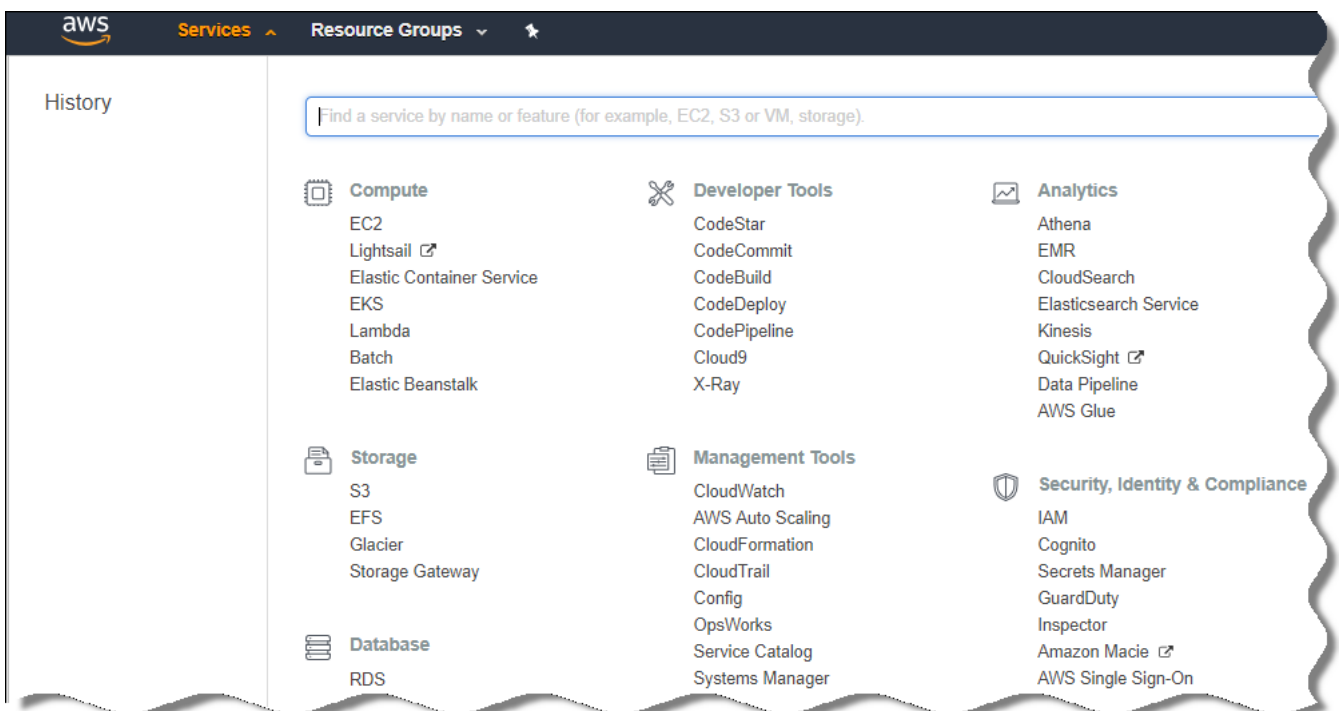 aws
Services
Resource Groups
History
Find a service by name or feature (for example, EC2, S3 or VM, storage).
Compute
EC2
Lightsail
Elastic Container Service
EKS
Lambda
Batch
Elastic Beanstalk
Storage
S3
EFS
Glacier
Storage Gateway
Database
RDS
Developer Tools
CodeStar
CodeCommit
CodeBuild
CodeDeploy
CodePipeline
Cloud9
X-Ray
Management Tools
CloudWatch
AWS Auto Scaling
CloudFormation
CloudTrail
Config
OpsWorks
Service Catalog
Systems Manager
Analytics
Athena
EMR
CloudSearch
Elasticsearch Service
Kinesis
QuickSight
Data Pipeline
AWS Glue
Security, Identity & Compliance
IAM
Cognito
Secrets Manager
GuardDuty
Inspector
Amazon Macie
AWS Single Sign-On